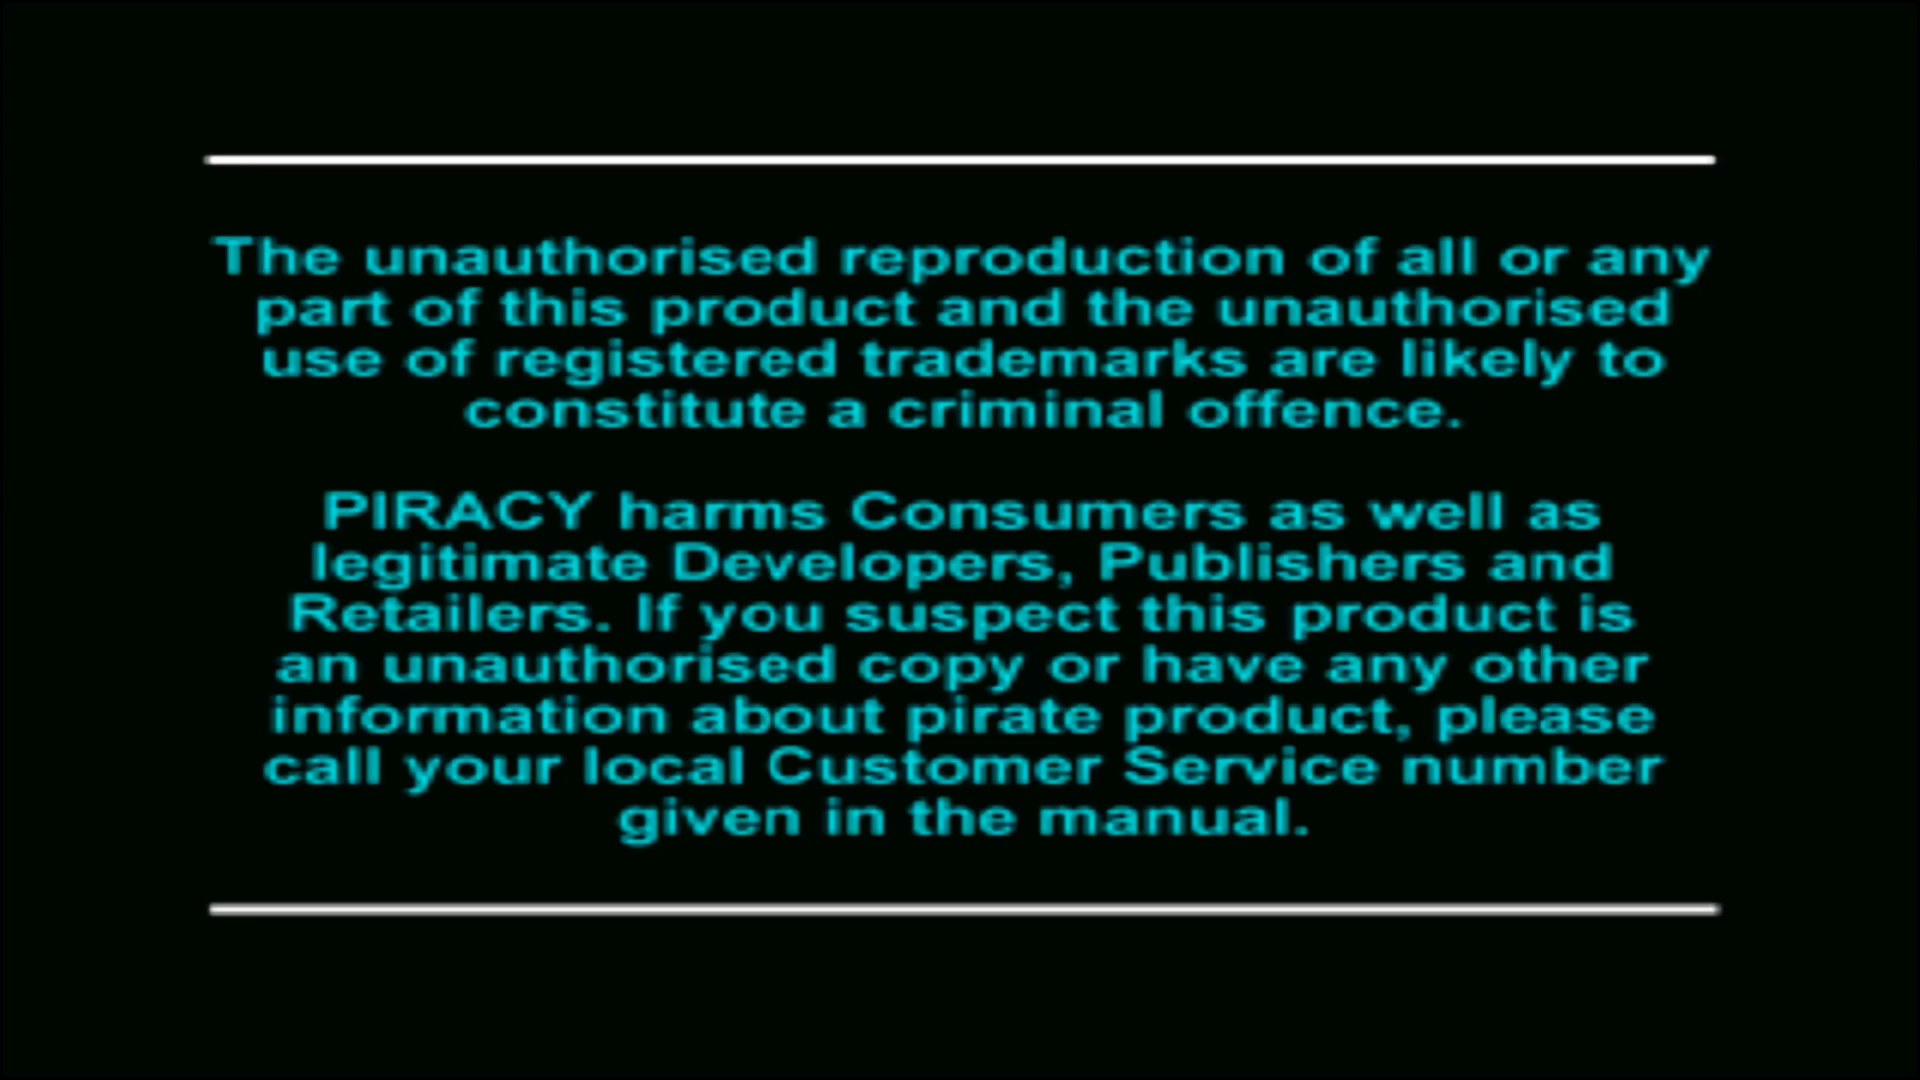 The unauthorised reproduction of all or any
part of this product and the unauthorised
use of registered trademarks are likely to
constitute a criminal offence.
PIRACY harms Consumers as well as
legitimate Developers, Publishers and
Retailers. If you suspect this product is
an unauthorised copy or have any other
information about pirate product, please
call your local Customer Service number
given in the manual.